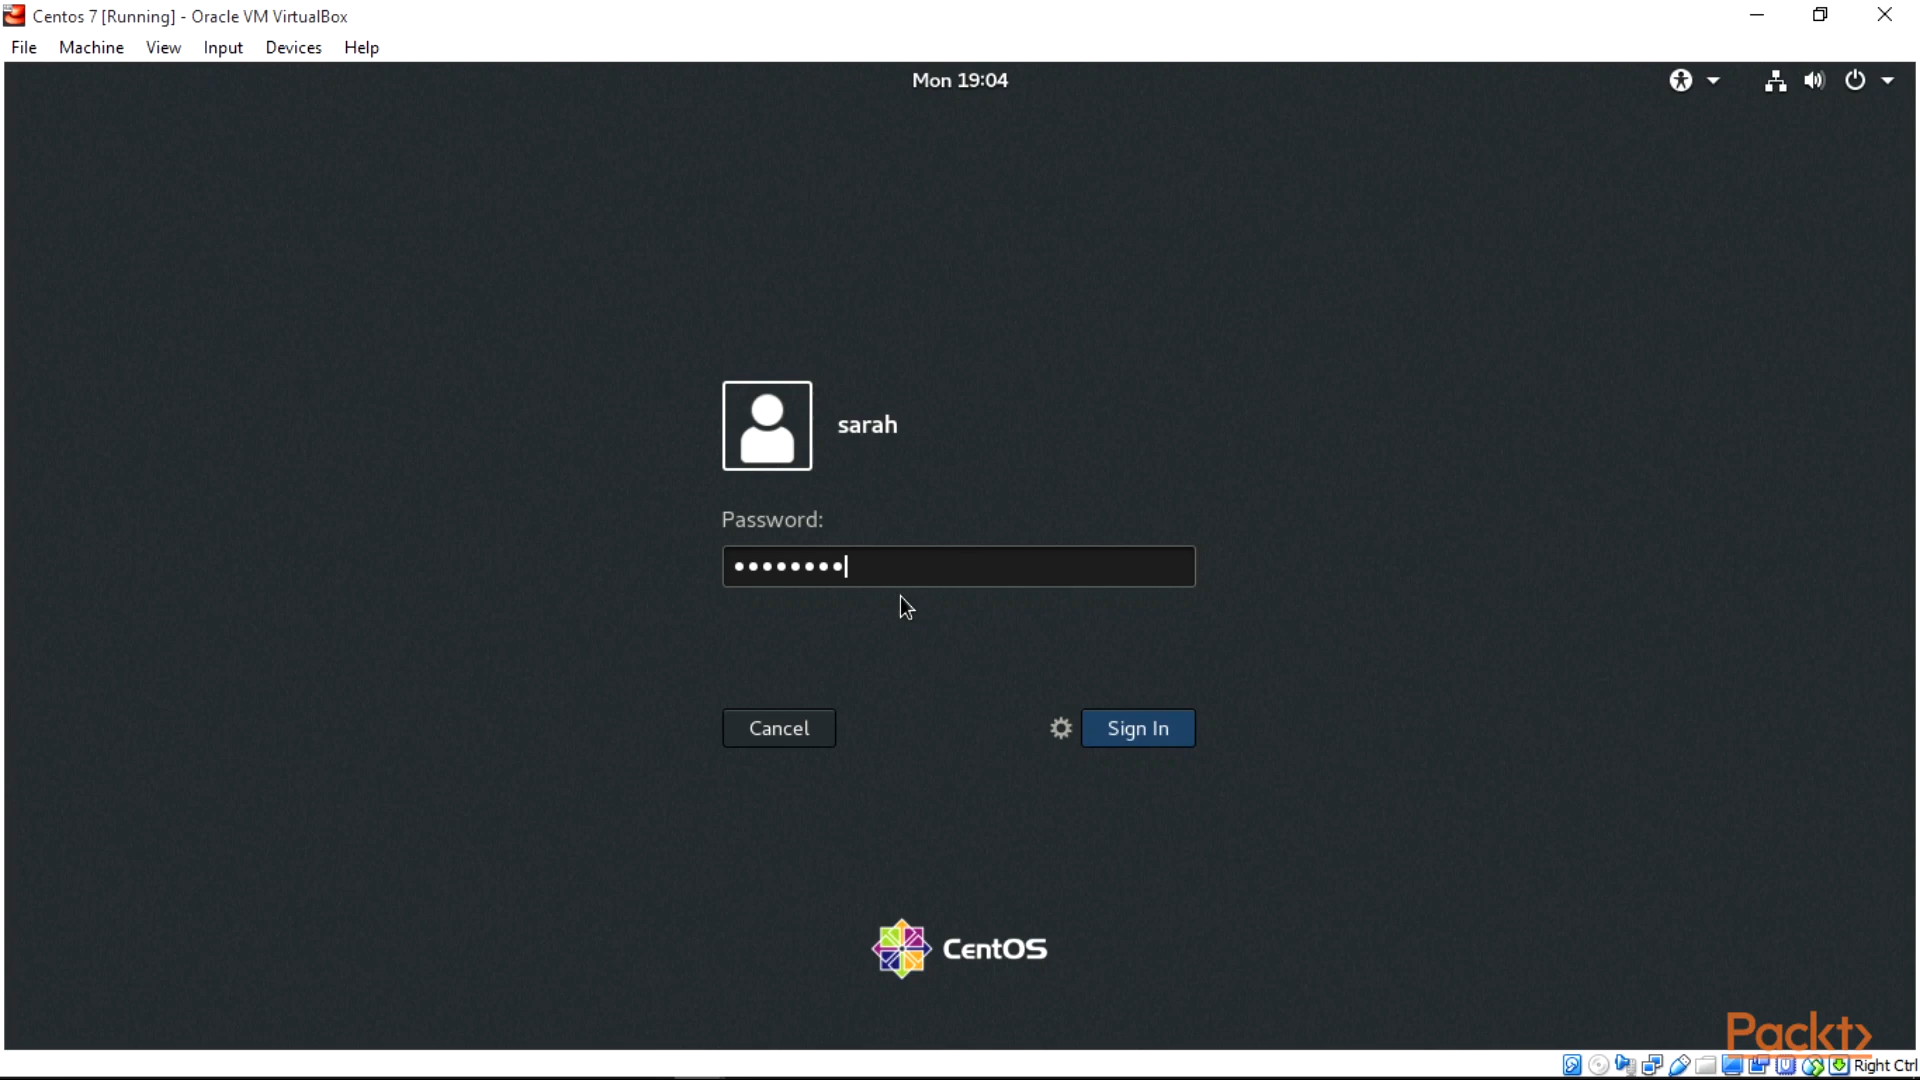 Centos 7 [Running] - Oracle VM VirtualBox
File Machine View Input Devices Help
Mon 19:04
sarah
Password:
Cancel
Sign In
CentOS
Packt>
Right Ctrl